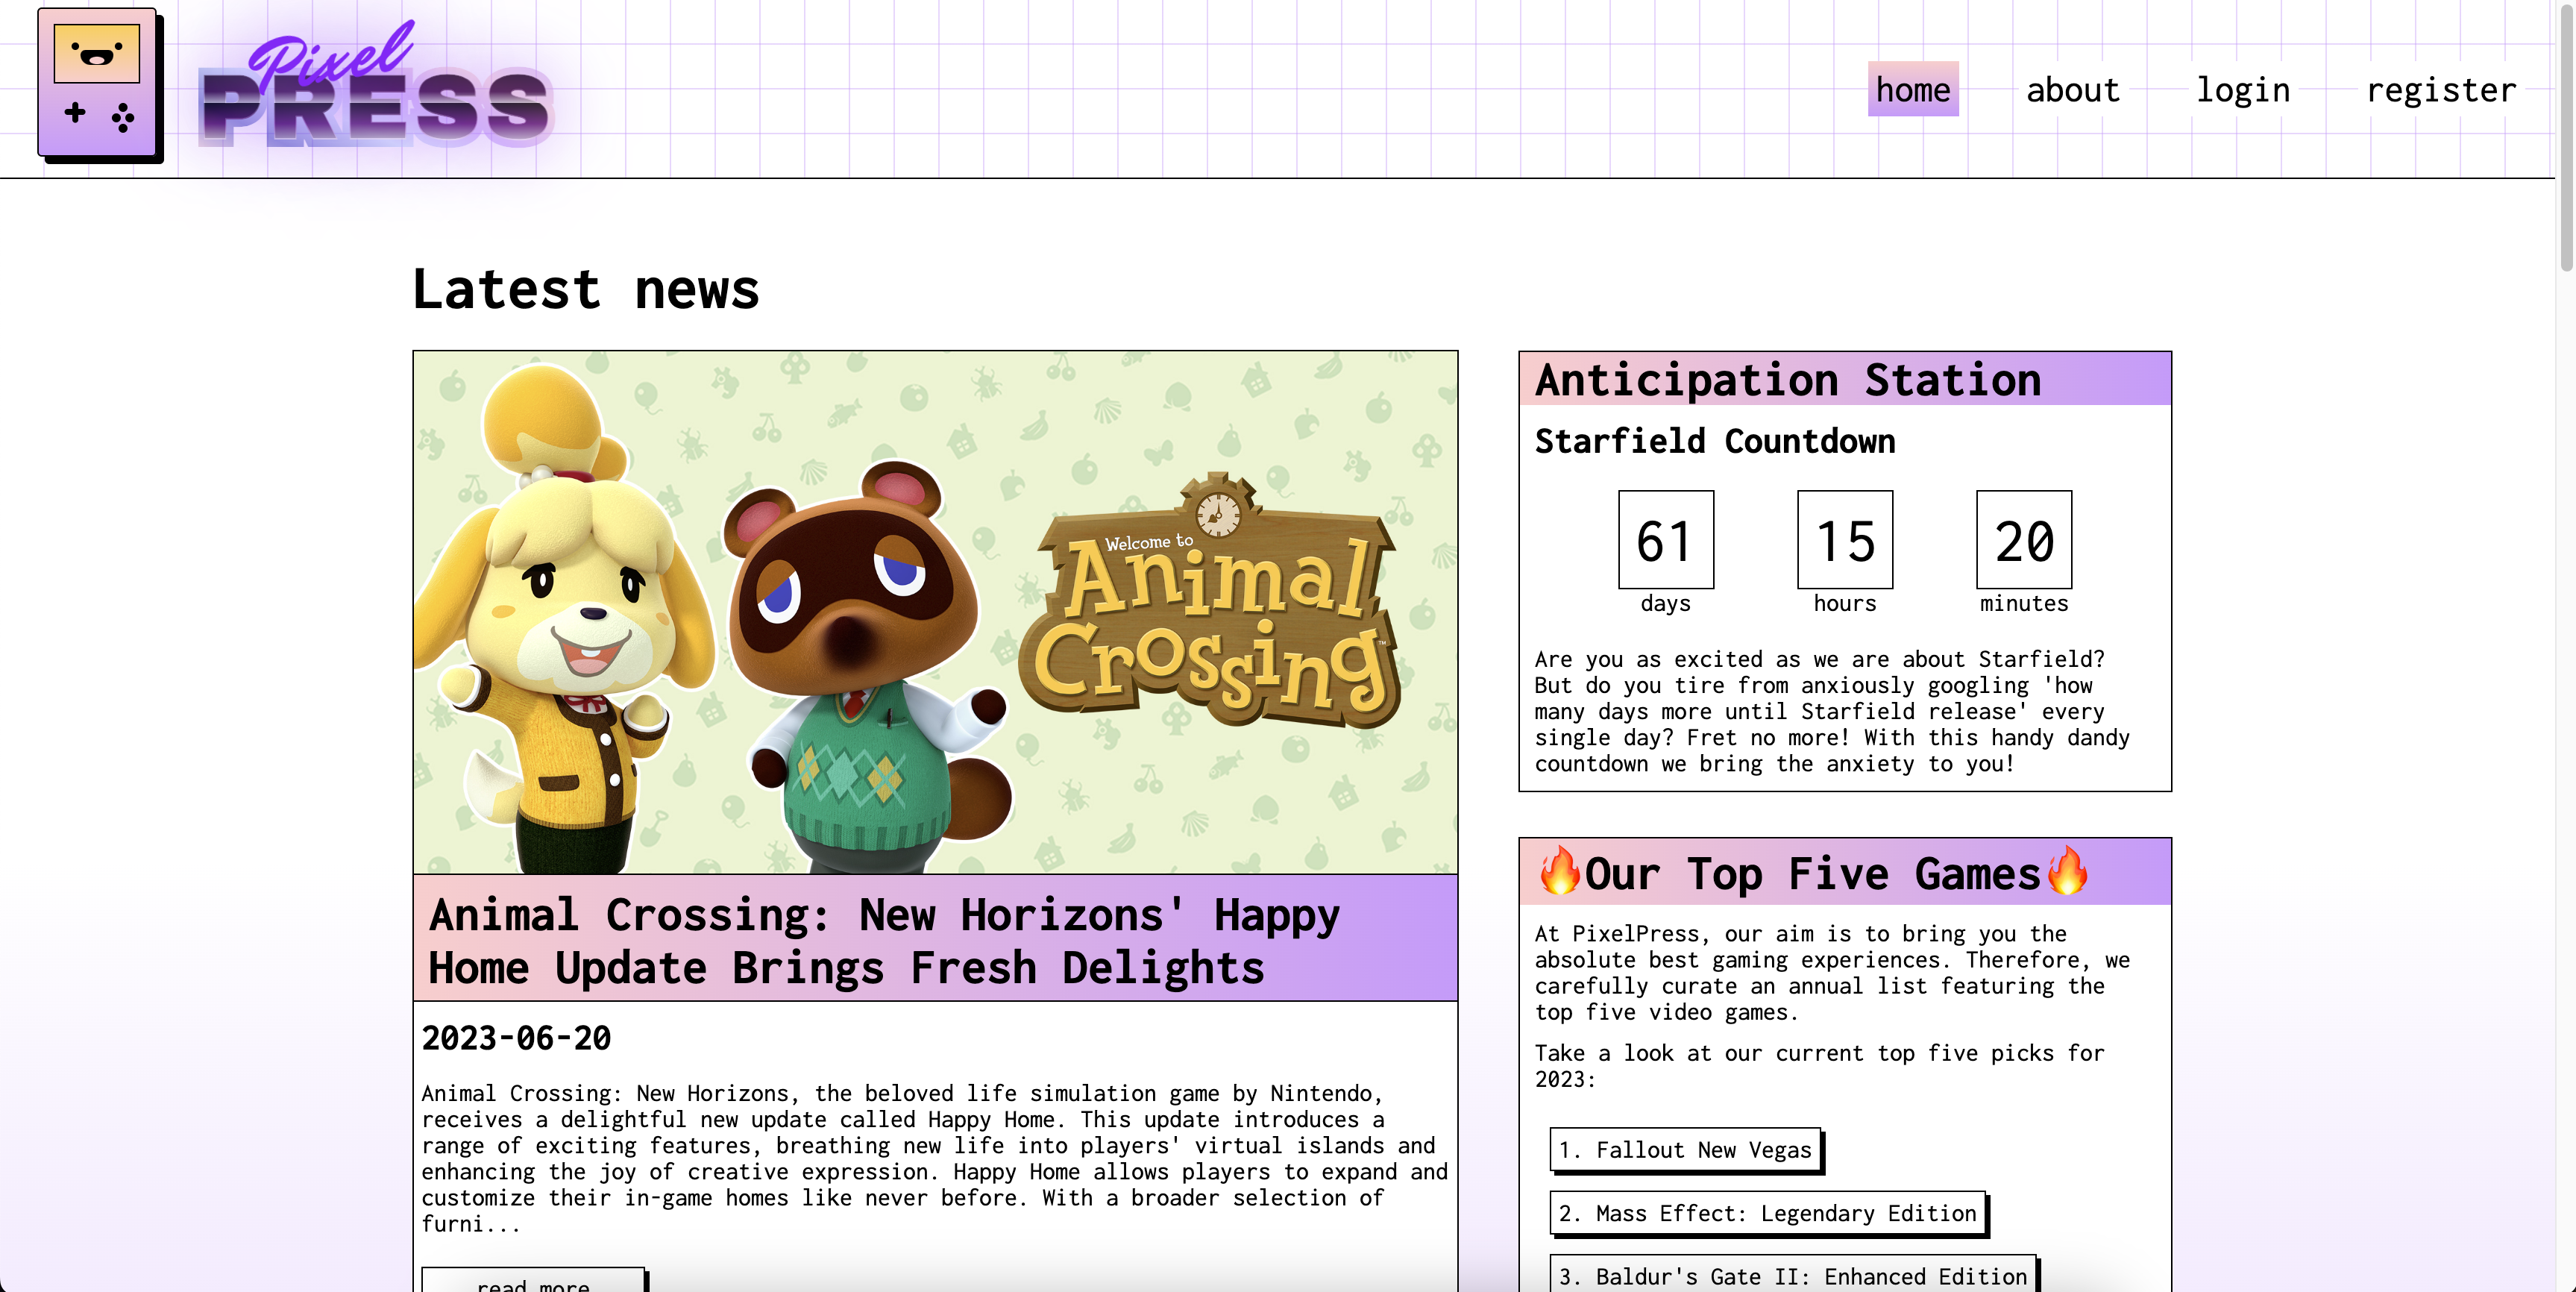 Pixel
PRESS
home about login register
Latest news
Welcome to
Animal
Crossing™
Animal Crossing: New Horizons' Happy
Home Update Brings Fresh Delights
2023-06-20
Animal Crossing: New Horizons, the beloved life simulation game by Nintendo,
receives a delightful new update called Happy Home. This update introduces a
range of exciting features, breathing new life into players' virtual islands and
enhancing the joy of creative expression. Happy Home allows players to expand and
customize their in-game homes like never before. With a broader selection of
furni...
read more
Anticipation Station
Starfield Countdown
61 15 20
days hours minutes
Are you as excited as we are about Starfield?
But do you tire from anxiously googling 'how
many days more until Starfield release' every
single day? Fret no more! With this handy dandy
countdown we bring the anxiety to you!
🔥Our Top Five Games🔥
At PixelPress, our aim is to bring you the
absolute best gaming experiences. Therefore, we
carefully curate an annual list featuring the
top five video games.
Take a look at our current top five picks for
2023:
1. Fallout New Vegas
2. Mass Effect: Legendary Edition
3. Baldur's Gate II: Enhanced Edition